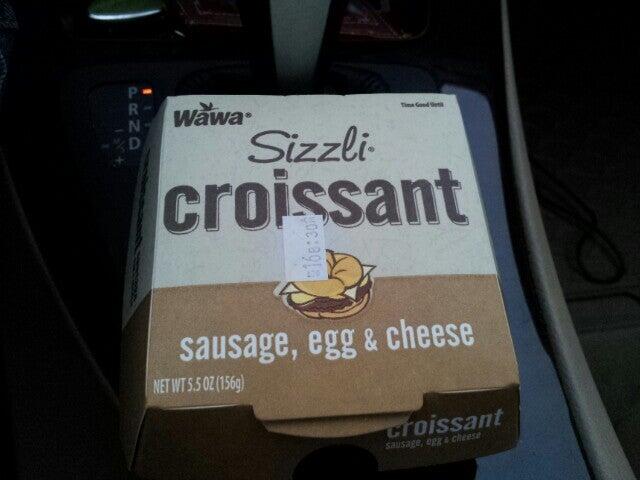 P
R
N
D
-
+
Wawa®
Time Good Until
Sizzli®
croissant
sausage, egg & cheese
NET WT 5.5 OZ (156g)
croissant
sausage, egg & cheese